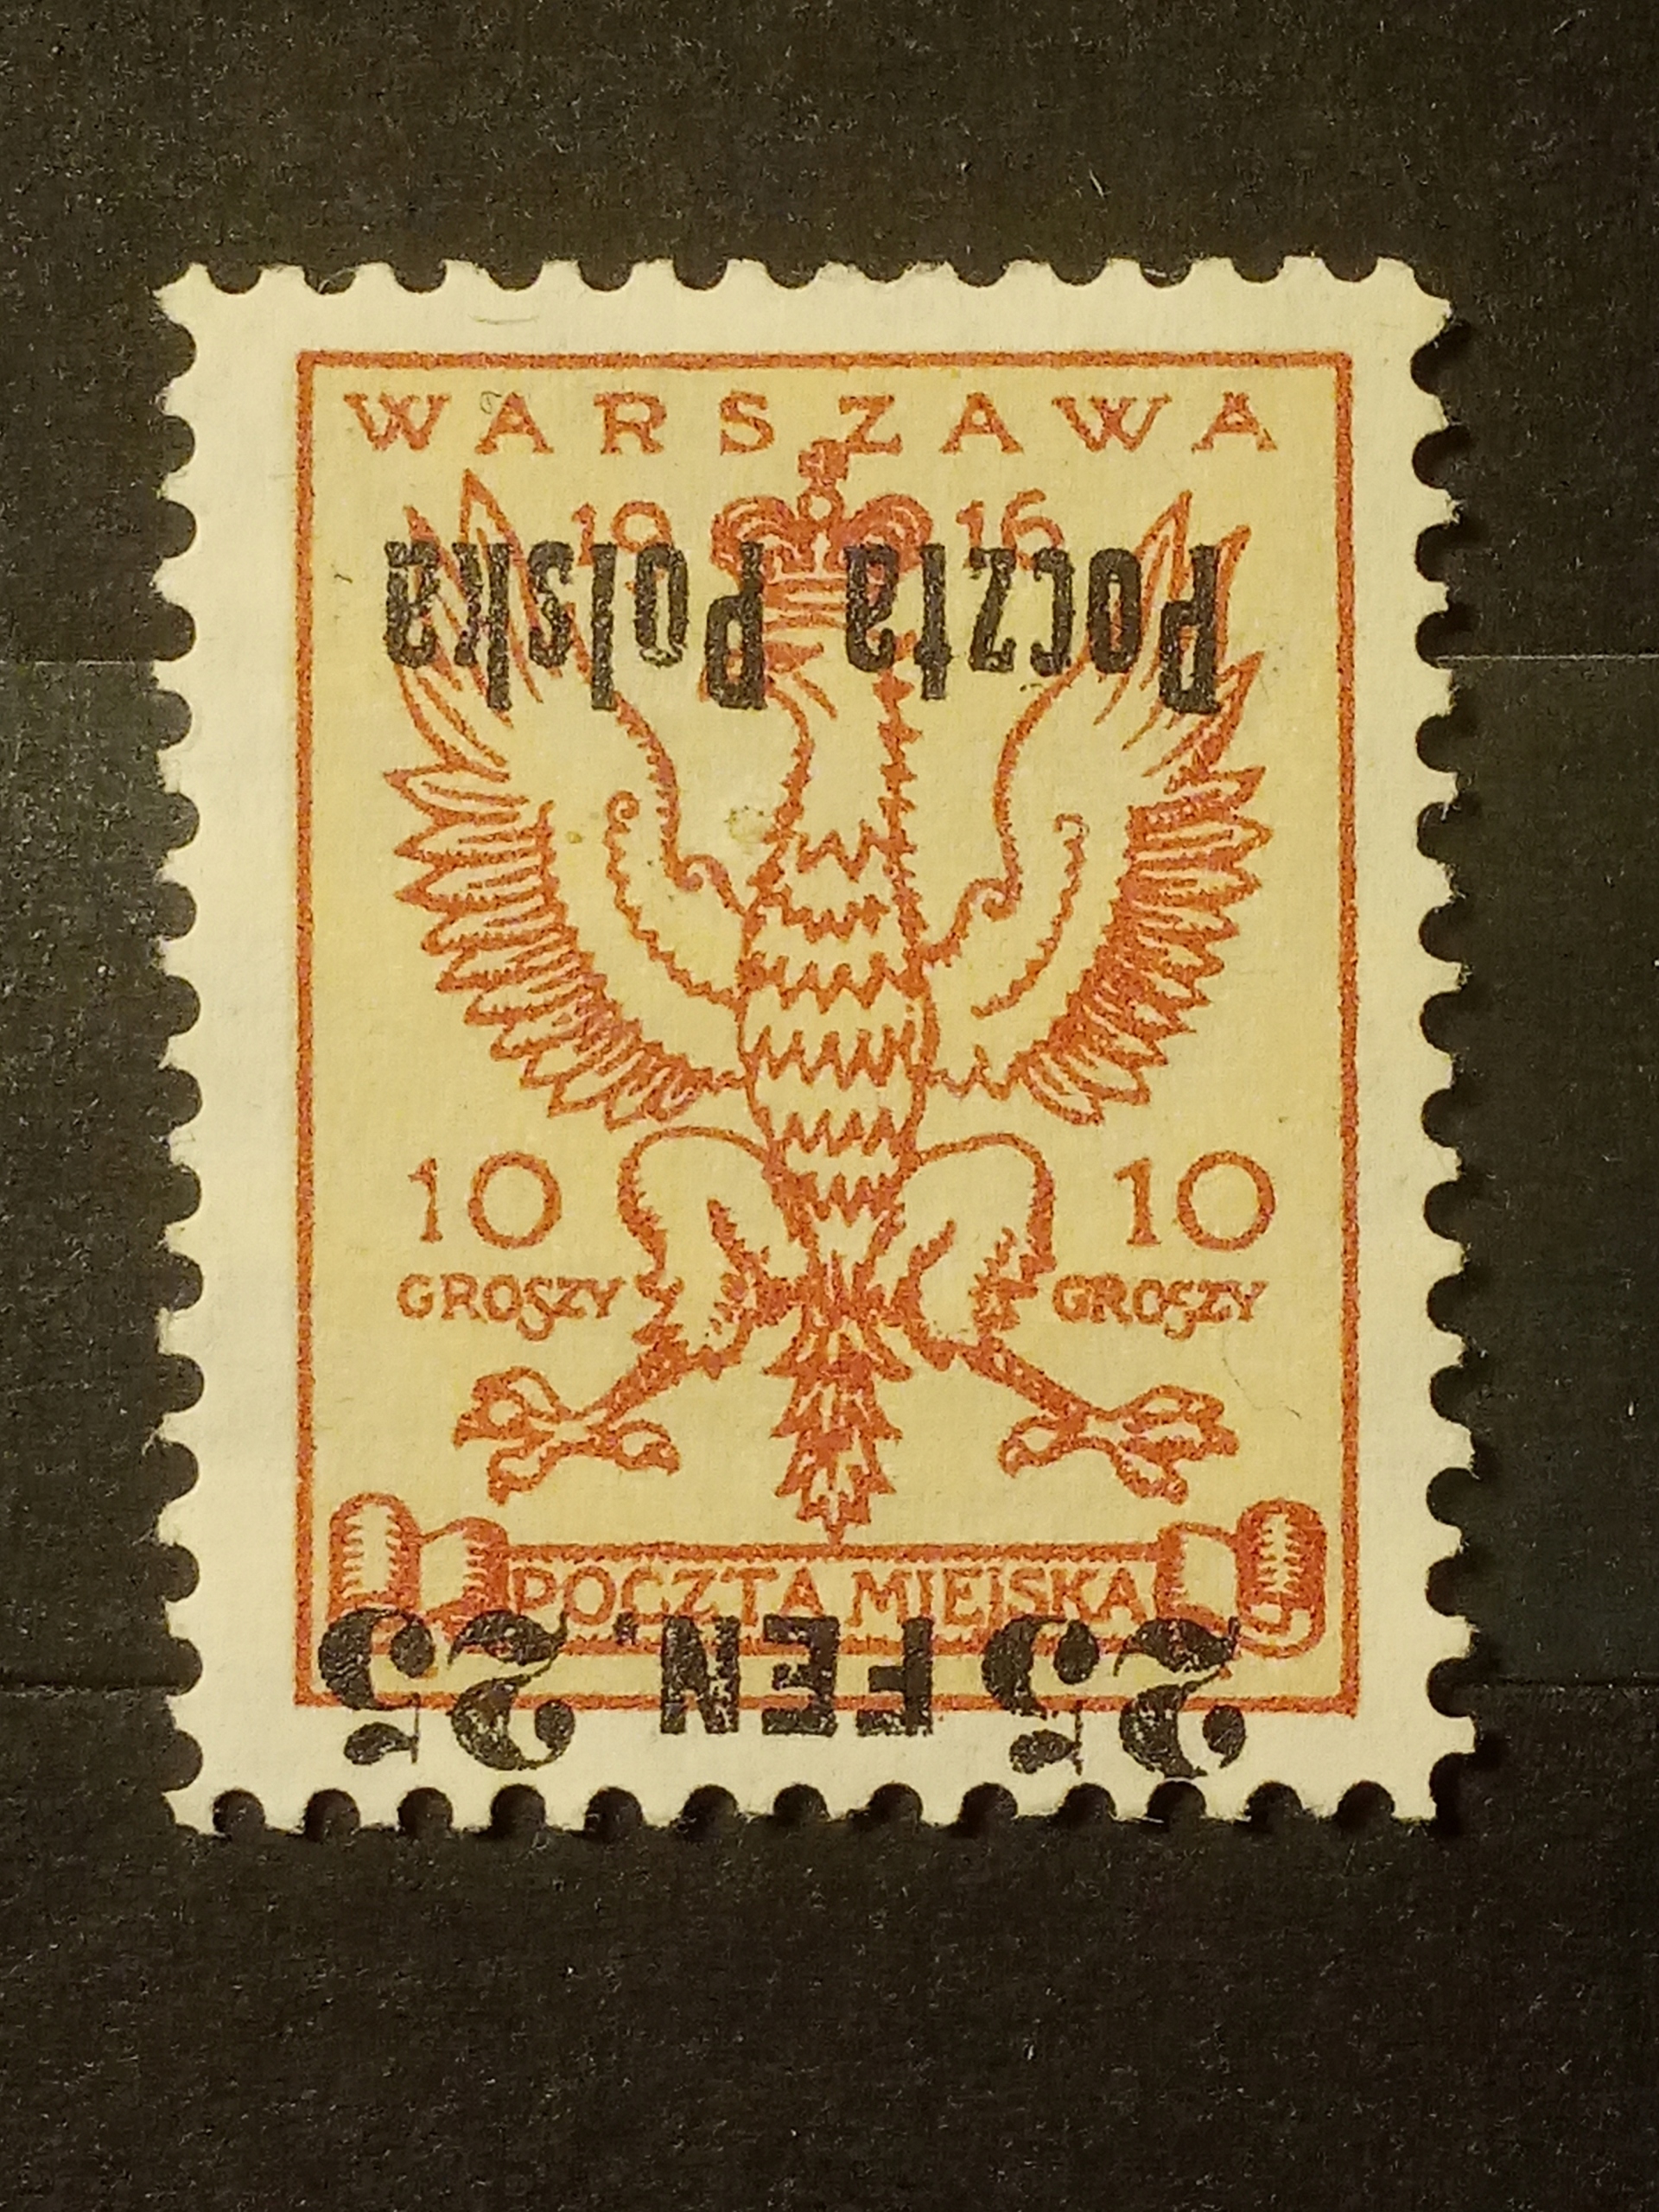 WARSZAWA
19 16
Poczta Polska
10 10
GROSZY GROSZY
POCZTA MIEJSKA
25 FEN. 25